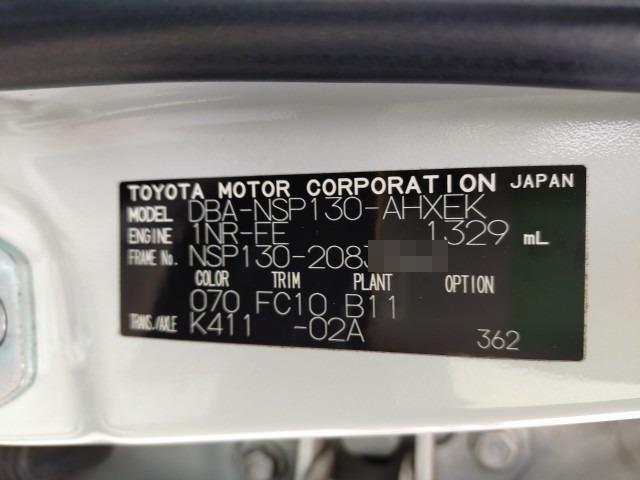 TOYOTA MOTOR CORPORATION JAPAN
MODEL DBA-NSP130-AHXEK
ENGINE 1NR-FE 1329 mL
FRAME No. NSP130-208
COLOR TRIM PLANT OPTION
070 FC10 B11
TRANS./AXLE K411 -02A 362